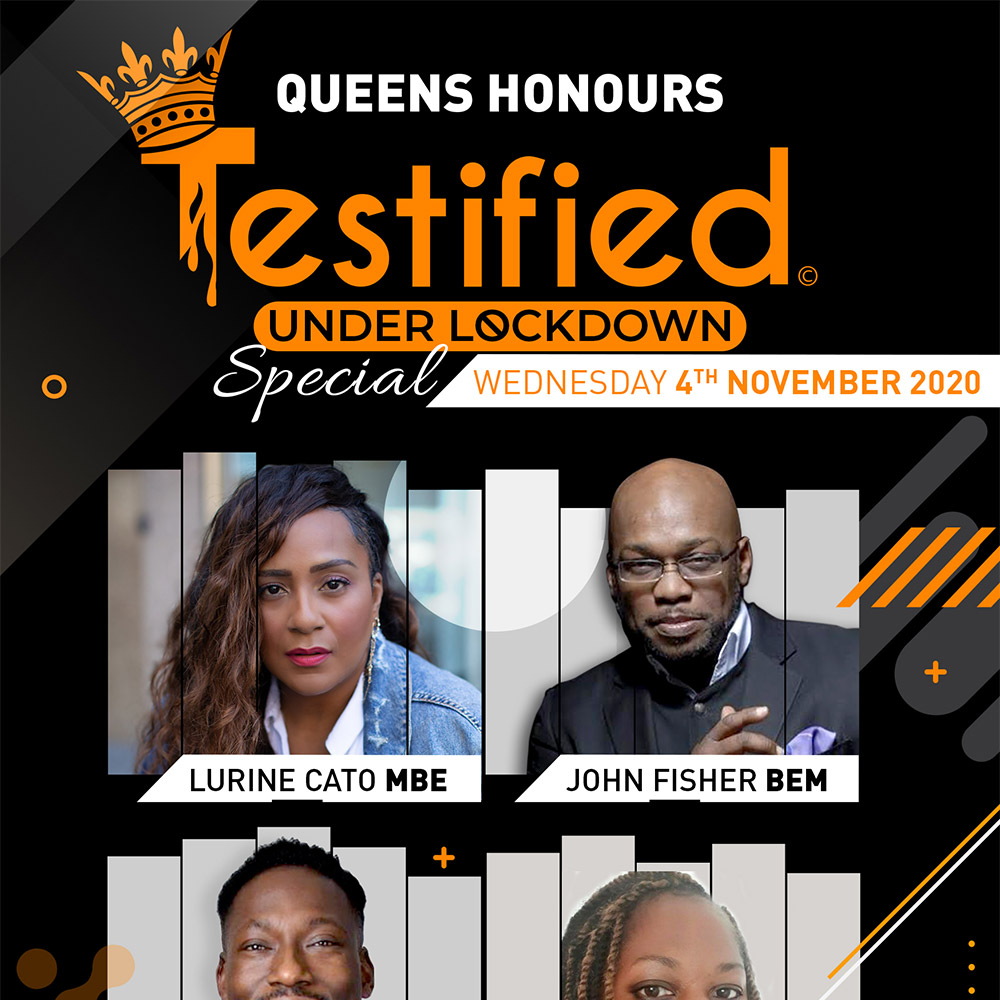 QUEENS HONOURS
Testified©
UNDER LOCKDOWN
Special
WEDNESDAY 4TH NOVEMBER 2020
LURINE CATO MBE
JOHN FISHER BEM